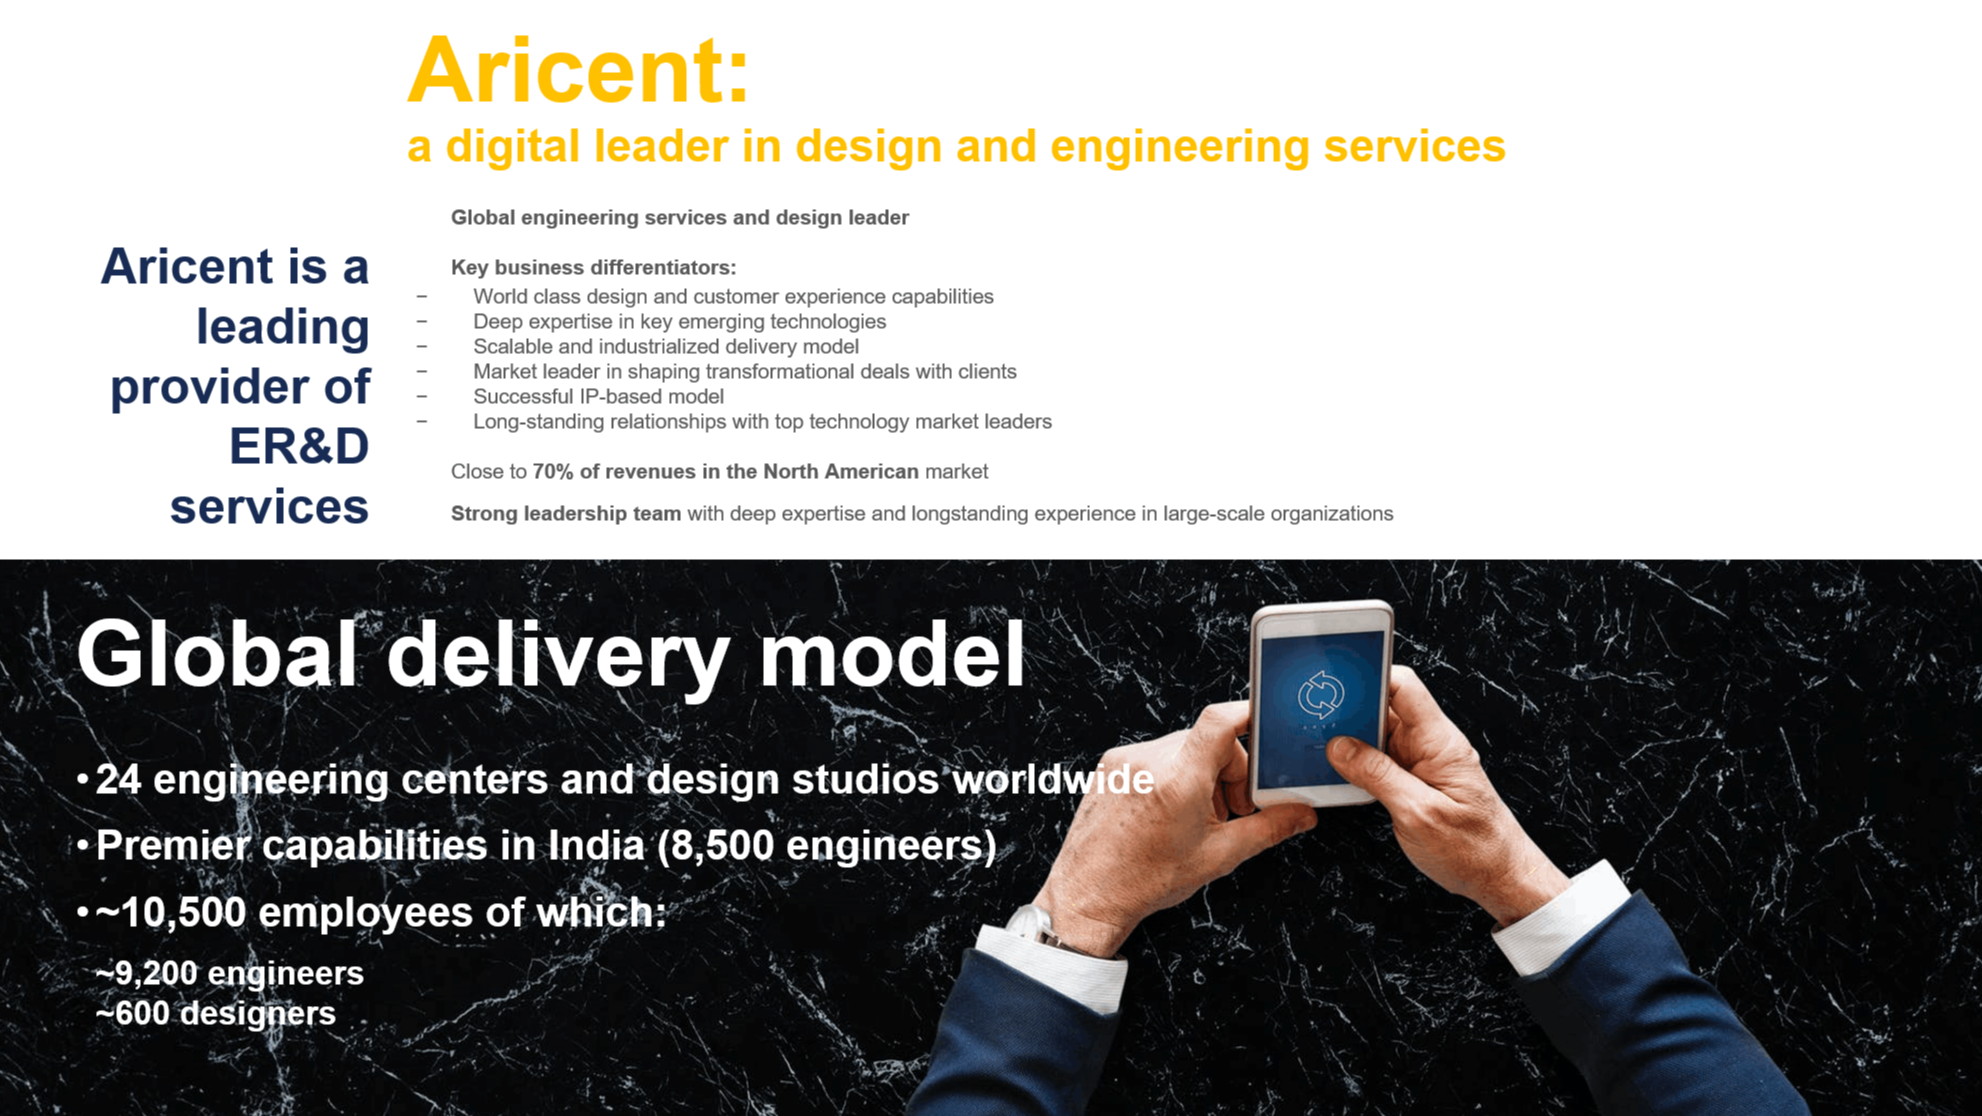 Aricent:
a digital leader in design and engineering services
Aricent is a
leading
provider of
ER&D
services
Global engineering services and design leader
Key business differentiators:
– World class design and customer experience capabilities
– Deep expertise in key emerging technologies
– Scalable and industrialized delivery model
– Market leader in shaping transformational deals with clients
– Successful IP-based model
– Long-standing relationships with top technology market leaders
Close to 70% of revenues in the North American market
Strong leadership team with deep expertise and longstanding experience in large-scale organizations
Global delivery model
• 24 engineering centers and design studios worldwide
• Premier capabilities in India (8,500 engineers)
• ~10,500 employees of which:
~9,200 engineers
~600 designers